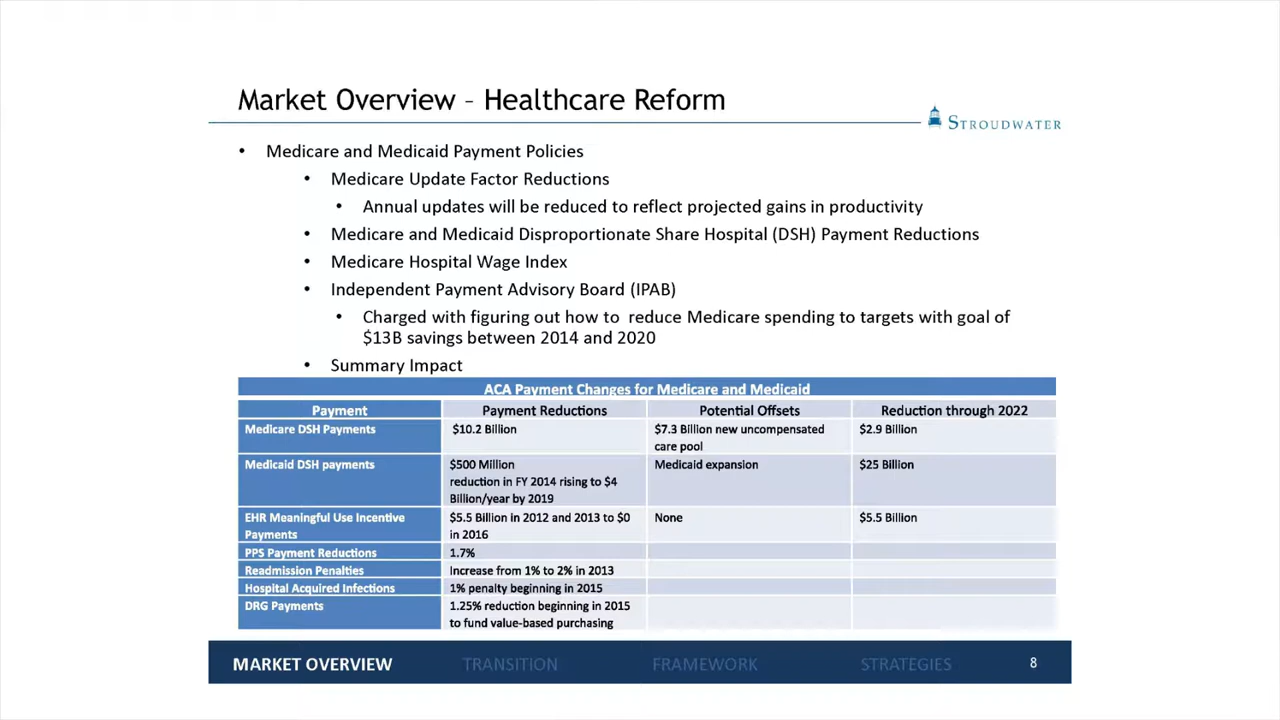 Market Overview – Healthcare Reform
STROUDWATER
• Medicare and Medicaid Payment Policies
• Medicare Update Factor Reductions
• Annual updates will be reduced to reflect projected gains in productivity
• Medicare and Medicaid Disproportionate Share Hospital (DSH) Payment Reductions
• Medicare Hospital Wage Index
• Independent Payment Advisory Board (IPAB)
• Charged with figuring out how to reduce Medicare spending to targets with goal of
$13B savings between 2014 and 2020
• Summary Impact
ACA Payment Changes for Medicare and Medicaid
Payment Payment Reductions Potential Offsets Reduction through 2022
Medicare DSH Payments $10.2 Billion $7.3 Billion new uncompensated $2.9 Billion
care pool
Medicaid DSH payments $500 Million Medicaid expansion $25 Billion
reduction in FY 2014 rising to $4
Billion/year by 2019
EHR Meaningful Use Incentive $5.5 Billion in 2012 and 2013 to $0 None $5.5 Billion
Payments in 2016
PPS Payment Reductions 1.7%
Readmission Penalties Increase from 1% to 2% in 2013
Hospital Acquired Infections 1% penalty beginning in 2015
DRG Payments 1.25% reduction beginning in 2015
to fund value-based purchasing
MARKET OVERVIEW TRANSITION FRAMEWORK STRATEGIES 8